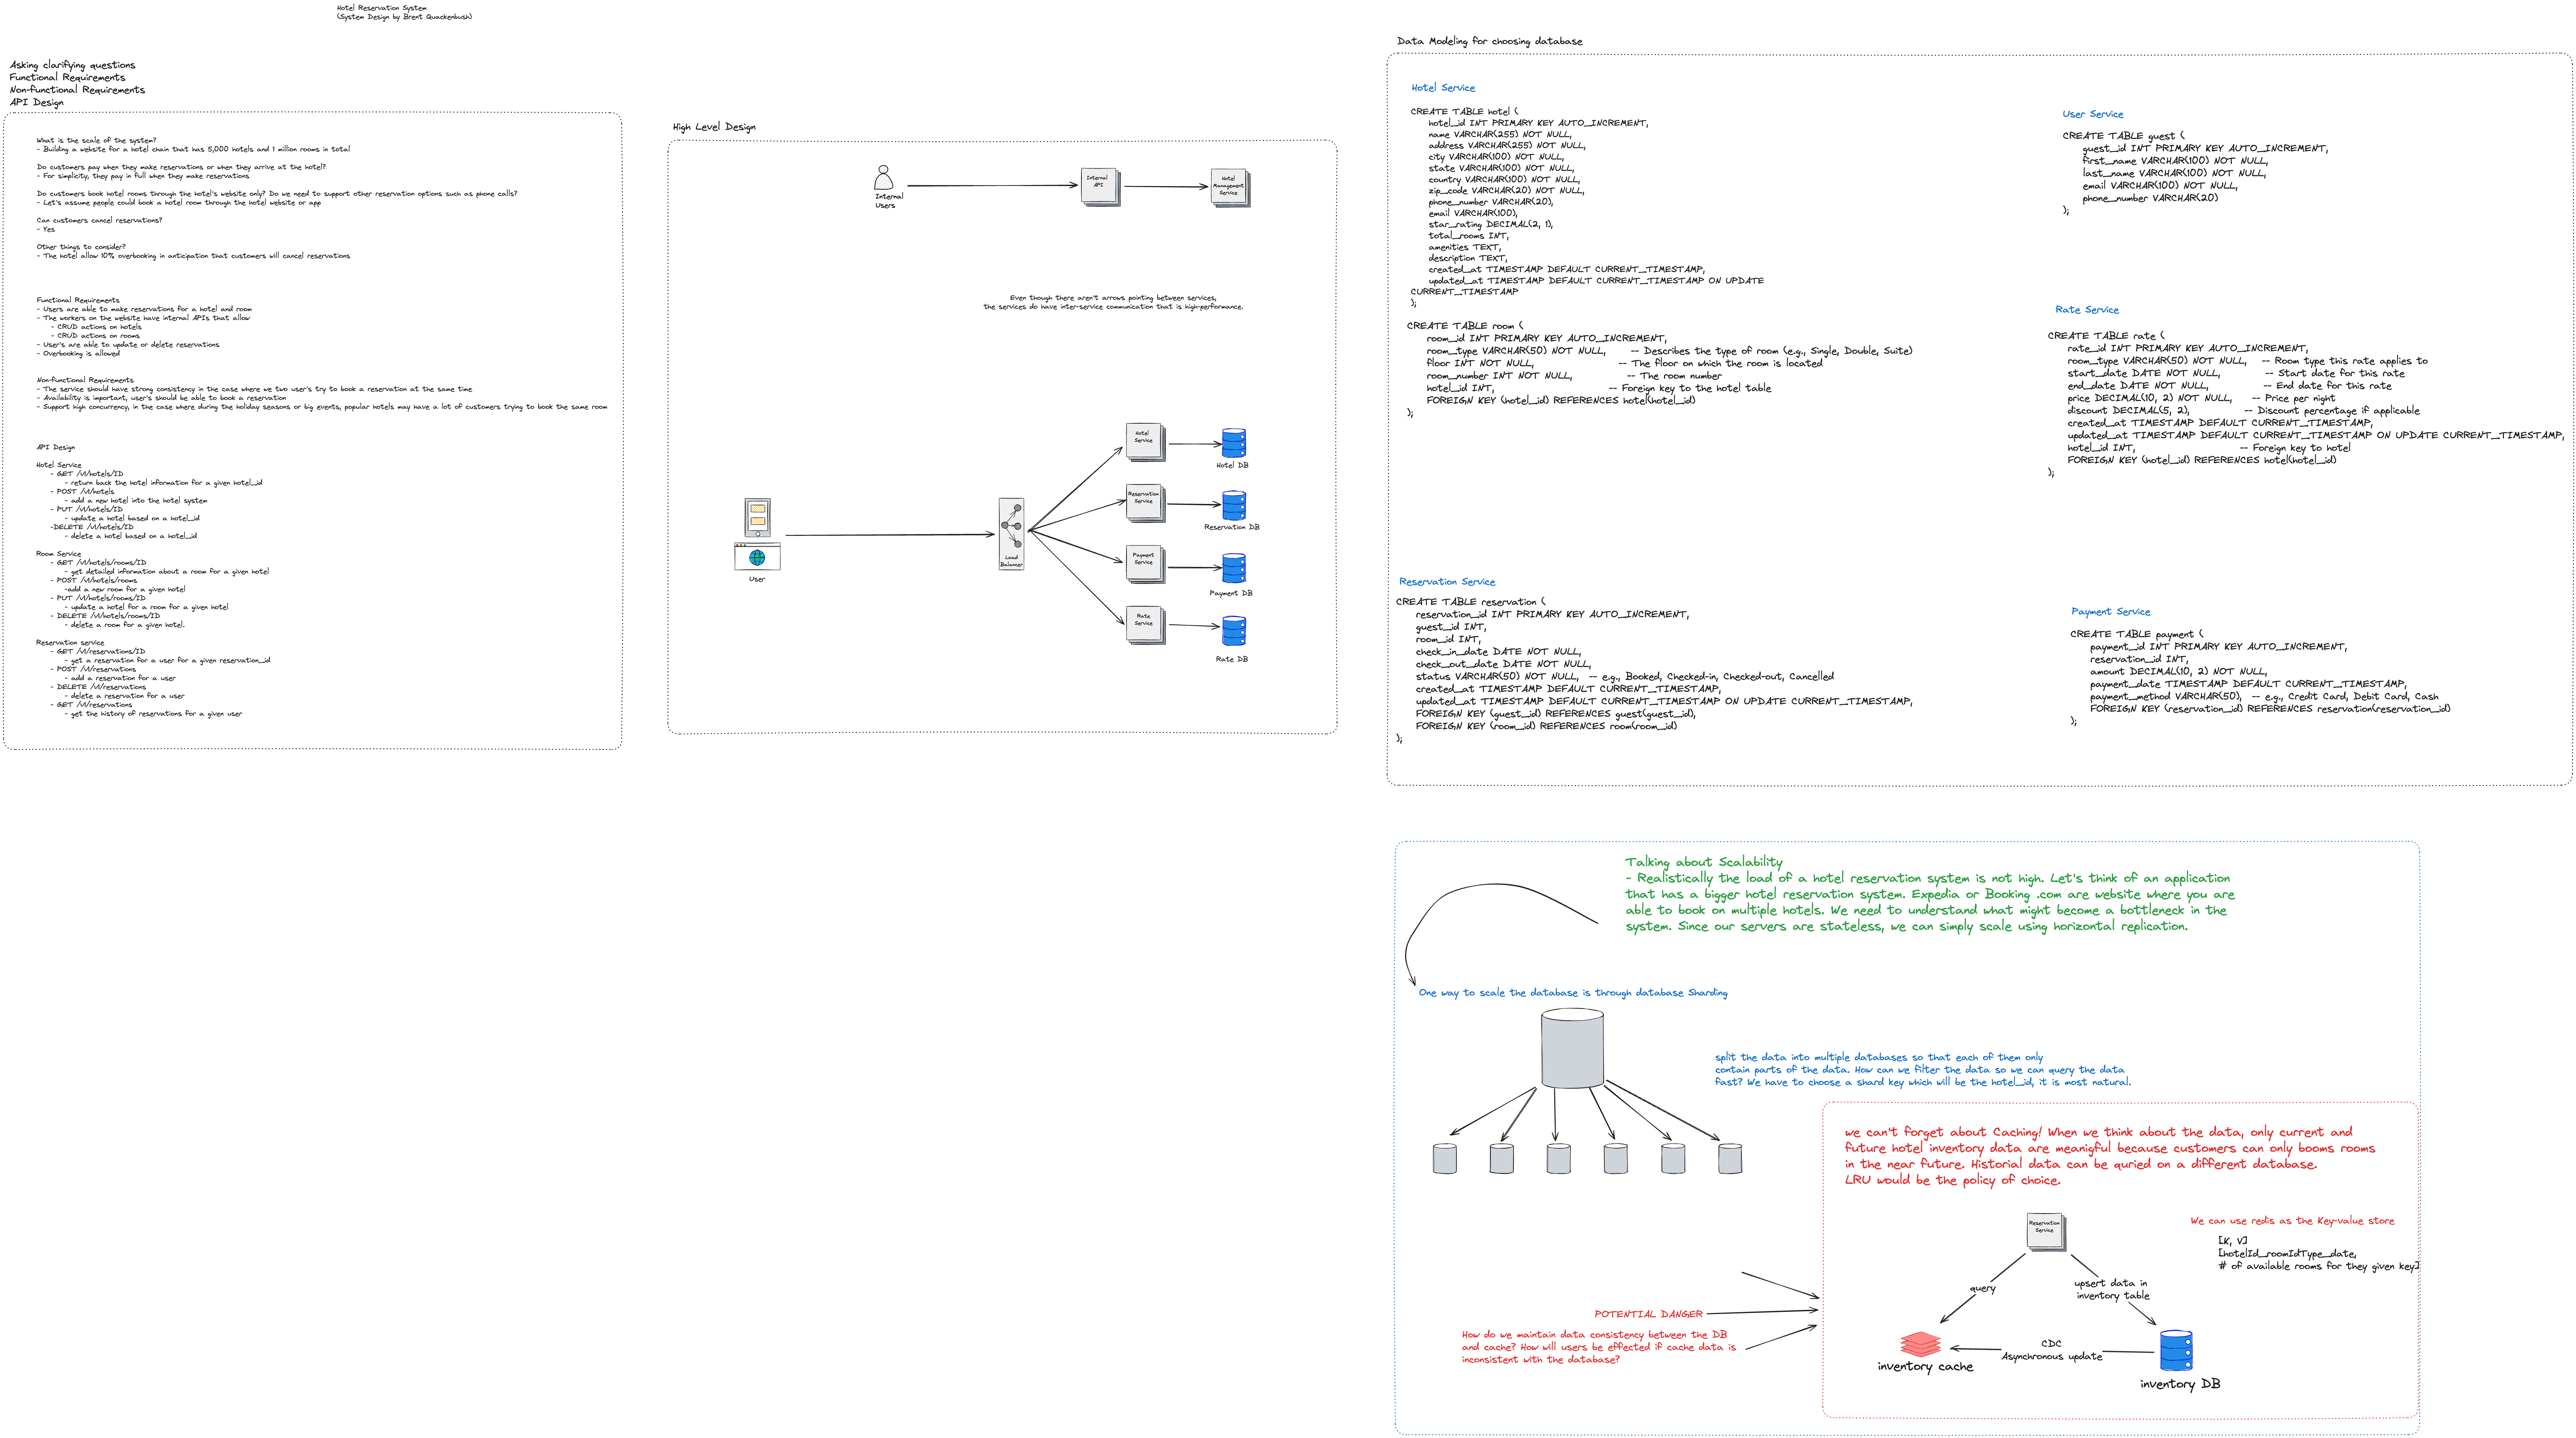 Hotel Reservation System
(System Design by Brent Quackenbush)
Asking clarifying questions
Functional Requirements
Non-functional Requirements
API Design
What is the scale of the system?
- Building a website for a hotel chain that has 5,000 hotels and 1 million rooms in total
Do customers pay when they make reservations or when they arrive at the hotel?
- For simplicity, they pay in full when they make reservations
Do customers book hotel rooms through the hotel's website only? Do we need to support other reservation options such as phone calls?
- Let's assume people could book a hotel room through the hotel website or app
Can customers cancel reservations?
- Yes
Other things to consider?
- The hotel allow 10% overbooking in anticipation that customers will cancel reservations
Functional Requirements
- Users are able to make reservations for a hotel and room
- The workers on the website have internal APIs that allow
- CRUD actions on hotels
- CRUD actions on rooms
- User's are able to update or delete reservations
- Overbooking is allowed
Non-functional Requirements
- The service should have strong consistency in the case where we two user's try to book a reservation at the same time
- Availability is important, user's should be able to book a reservation
- Support high concurrency, in the case where during the holiday seasons or big events, popular hotels may have a lot of customers trying to book the same room
API Design
Hotel Service
- GET /v1/hotels/ID
- return back the hotel information for a given hotel_id
- POST /v1/hotels
- add a new hotel into the hotel system
- PUT /v1/hotels/ID
- update a hotel based on a hotel_id
-DELETE /v1/hotels/ID
- delete a hotel based on a hotel_id
Room Service
- GET /v1/hotels/rooms/ID
- get detailed information about a room for a given hotel
- POST /v1/hotels/rooms
-add a new room for a given hotel
- PUT /v1/hotels/rooms/ID
- update a hotel for a room for a given hotel
- DELETE /v1/hotels/rooms/ID
- delete a room for a given hotel.
Reservation service
- GET /v1/reservations/ID
- get a reservation for a user for a given reservation_id
- POST /v1/reservations
- add a reservation for a user
- DELETE /v1/reservations
- delete a reservation for a user
- GET /v1/reservations
- get the history of reservations for a given user
High Level Design
Internal
Users
Internal
API
Hotel
Management
Service
Even though there aren't arrows pointing between services,
the services do have inter-service communication that is high-performance.
User
Load
Balancer
Hotel
Service
Hotel DB
Reservation
Service
Reservation DB
Payment
Service
Payment DB
Rate
Service
Rate DB
Data Modeling for choosing database
Hotel Service
CREATE TABLE hotel (
hotel_id INT PRIMARY KEY AUTO_INCREMENT,
name VARCHAR(255) NOT NULL,
address VARCHAR(255) NOT NULL,
city VARCHAR(100) NOT NULL,
state VARCHAR(100) NOT NULL,
country VARCHAR(100) NOT NULL,
zip_code VARCHAR(20) NOT NULL,
phone_number VARCHAR(20),
email VARCHAR(100),
star_rating DECIMAL(2, 1),
total_rooms INT,
amenities TEXT,
description TEXT,
created_at TIMESTAMP DEFAULT CURRENT_TIMESTAMP,
updated_at TIMESTAMP DEFAULT CURRENT_TIMESTAMP ON UPDATE
CURRENT_TIMESTAMP
);
CREATE TABLE room (
room_id INT PRIMARY KEY AUTO_INCREMENT,
room_type VARCHAR(50) NOT NULL, -- Describes the type of room (e.g., Single, Double, Suite)
floor INT NOT NULL, -- The floor on which the room is located
room_number INT NOT NULL, -- The room number
hotel_id INT, -- Foreign key to the hotel table
FOREIGN KEY (hotel_id) REFERENCES hotel(hotel_id)
);
User Service
CREATE TABLE guest (
guest_id INT PRIMARY KEY AUTO_INCREMENT,
first_name VARCHAR(100) NOT NULL,
last_name VARCHAR(100) NOT NULL,
email VARCHAR(100) NOT NULL,
phone_number VARCHAR(20)
);
Rate Service
CREATE TABLE rate (
rate_id INT PRIMARY KEY AUTO_INCREMENT,
room_type VARCHAR(50) NOT NULL, -- Room type this rate applies to
start_date DATE NOT NULL, -- Start date for this rate
end_date DATE NOT NULL, -- End date for this rate
price DECIMAL(10, 2) NOT NULL, -- Price per night
discount DECIMAL(5, 2), -- Discount percentage if applicable
created_at TIMESTAMP DEFAULT CURRENT_TIMESTAMP,
updated_at TIMESTAMP DEFAULT CURRENT_TIMESTAMP ON UPDATE CURRENT_TIMESTAMP,
hotel_id INT, -- Foreign key to hotel
FOREIGN KEY (hotel_id) REFERENCES hotel(hotel_id)
);
Reservation Service
CREATE TABLE reservation (
reservation_id INT PRIMARY KEY AUTO_INCREMENT,
guest_id INT,
room_id INT,
check_in_date DATE NOT NULL,
check_out_date DATE NOT NULL,
status VARCHAR(50) NOT NULL, -- e.g., Booked, Checked-in, Checked-out, Cancelled
created_at TIMESTAMP DEFAULT CURRENT_TIMESTAMP,
updated_at TIMESTAMP DEFAULT CURRENT_TIMESTAMP ON UPDATE CURRENT_TIMESTAMP,
FOREIGN KEY (guest_id) REFERENCES guest(guest_id),
FOREIGN KEY (room_id) REFERENCES room(room_id)
);
Payment Service
CREATE TABLE payment (
payment_id INT PRIMARY KEY AUTO_INCREMENT,
reservation_id INT,
amount DECIMAL(10, 2) NOT NULL,
payment_date TIMESTAMP DEFAULT CURRENT_TIMESTAMP,
payment_method VARCHAR(50), -- e.g., Credit Card, Debit Card, Cash
FOREIGN KEY (reservation_id) REFERENCES reservation(reservation_id)
);
Talking about Scalability
- Realistically the load of a hotel reservation system is not high. Let's think of an application
that has a bigger hotel reservation system. Expedia or Booking .com are website where you are
able to book on multiple hotels. We need to understand what might become a bottleneck in the
system. Since our servers are stateless, we can simply scale using horizontal replication.
One way to scale the database is through database Sharding
split the data into multiple databases so that each of them only
contain parts of the data. How can we filter the data so we can query the data
fast? We have to choose a shard key which will be the hotel_id, it is most natural.
we can't forget about Caching! When we think about the data, only current and
future hotel inventory data are meanigful because customers can only booms rooms
in the near future. Historial data can be quried on a different database.
LRU would be the policy of choice.
Reservation
Service
We can use redis as the Key-value store
[K, V]
[hotelId_roomIdType_date,
# of available rooms for they given key]
query
upsert data in
inventory table
POTENTIAL DANGER
How do we maintain data consistency between the DB
and cache? How will users be effected if cache data is
inconsistent with the database?
CDC
Asynchronous update
inventory cache
inventory DB